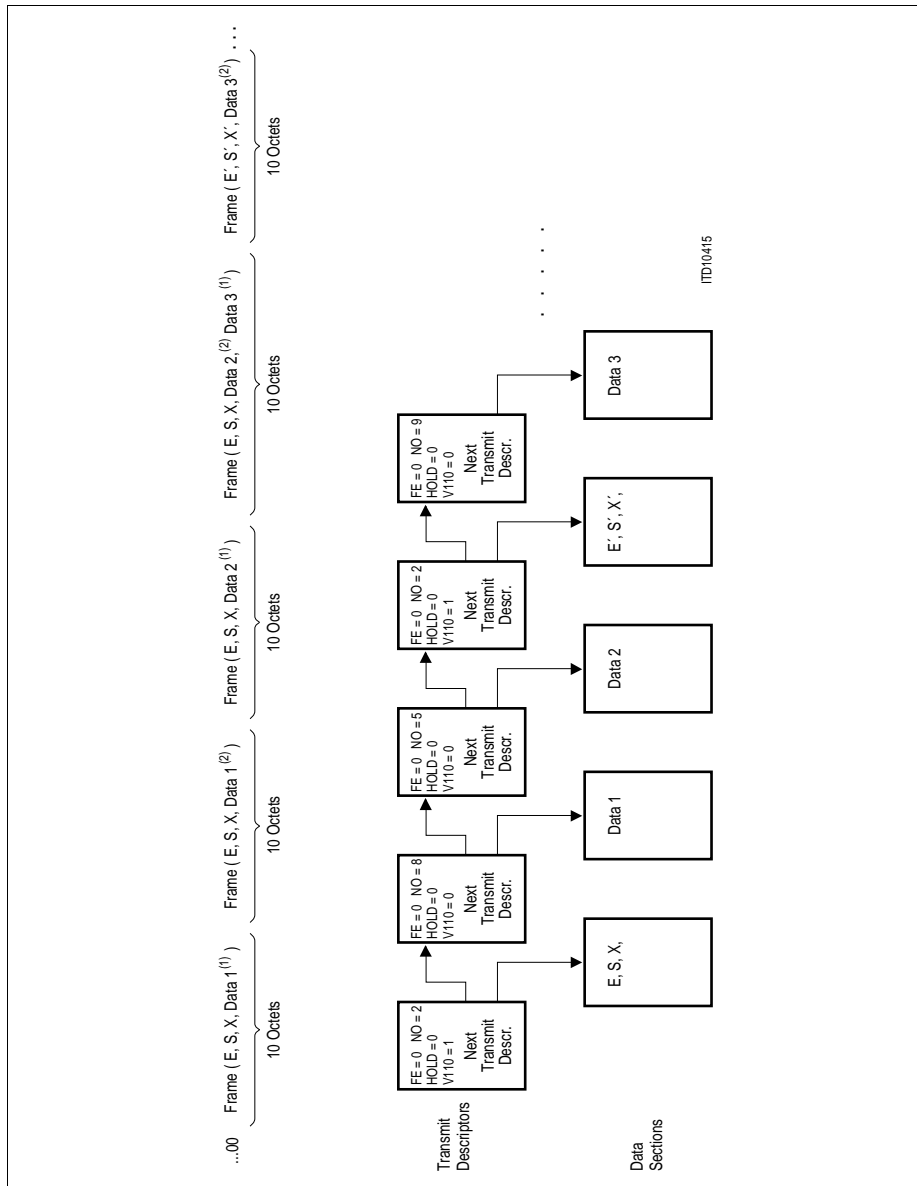 ...00
Frame ( E, S, X, Data 1 (1) )
Frame ( E, S, X, Data 1 (2) )
Frame ( E, S, X, Data 2 (1) )
Frame ( E, S, X, Data 2, (2) Data 3 (1) )
Frame ( E´, S´, X´, Data 3 (2) ) . . .
10 Octets
10 Octets
10 Octets
10 Octets
10 Octets
Transmit
Descriptors
FE = 0 NO = 2
HOLD = 0
V110 = 1
Next
Transmit
Descr.
FE = 0 NO = 8
HOLD = 0
V110 = 0
Next
Transmit
Descr.
FE = 0 NO = 5
HOLD = 0
V110 = 0
Next
Transmit
Descr.
FE = 0 NO = 2
HOLD = 0
V110 = 1
Next
Transmit
Descr.
FE = 0 NO = 9
HOLD = 0
V110 = 0
Next
Transmit
Descr.
. . . . . .
Data
Sections
E, S, X,
Data 1
Data 2
E´, S´, X´,
Data 3
ITD10415